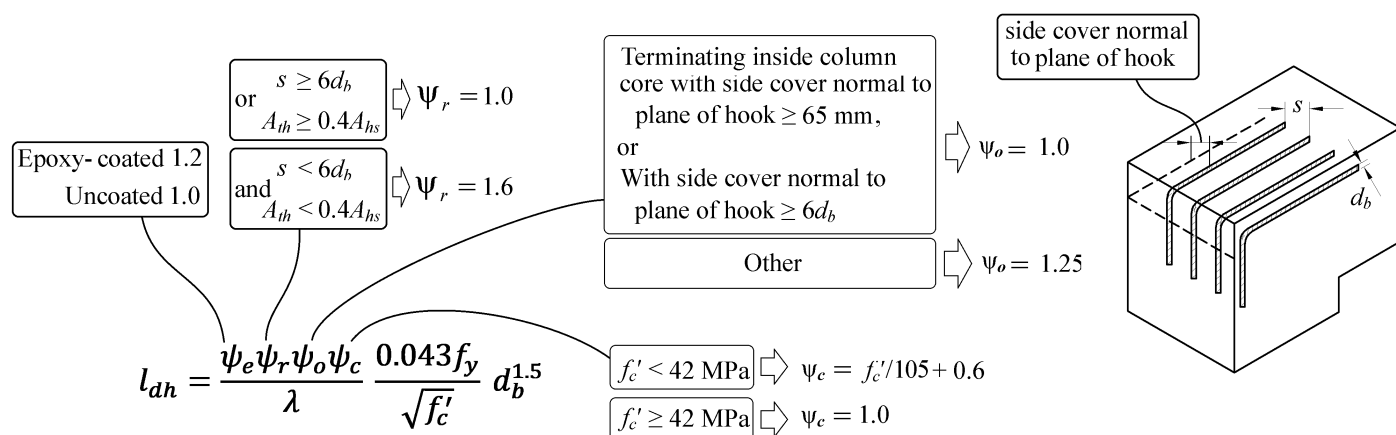 side cover normal
to plane of hook
Terminating inside column
core with side cover normal to
plane of hook ≥ 65 mm,
or
With side cover normal to
plane of hook ≥ 6d_b
ψ_o = 1.0
Other
ψ_o = 1.25
s ≥ 6d_b
or
A_th ≥ 0.4A_hs
Ψ_r = 1.0
s < 6d_b
and
A_th < 0.4A_hs
Ψ_r = 1.6
Epoxy- coated 1.2
Uncoated 1.0
s
d_b
l_dh = ψ_eψ_rψ_oψ_c/λ 0.043f_y/√f_c′ d_b^1.5
f_c′ < 42 MPa ψ_c = f_c′/105 + 0.6
f_c′ ≥ 42 MPa ψ_c = 1.0